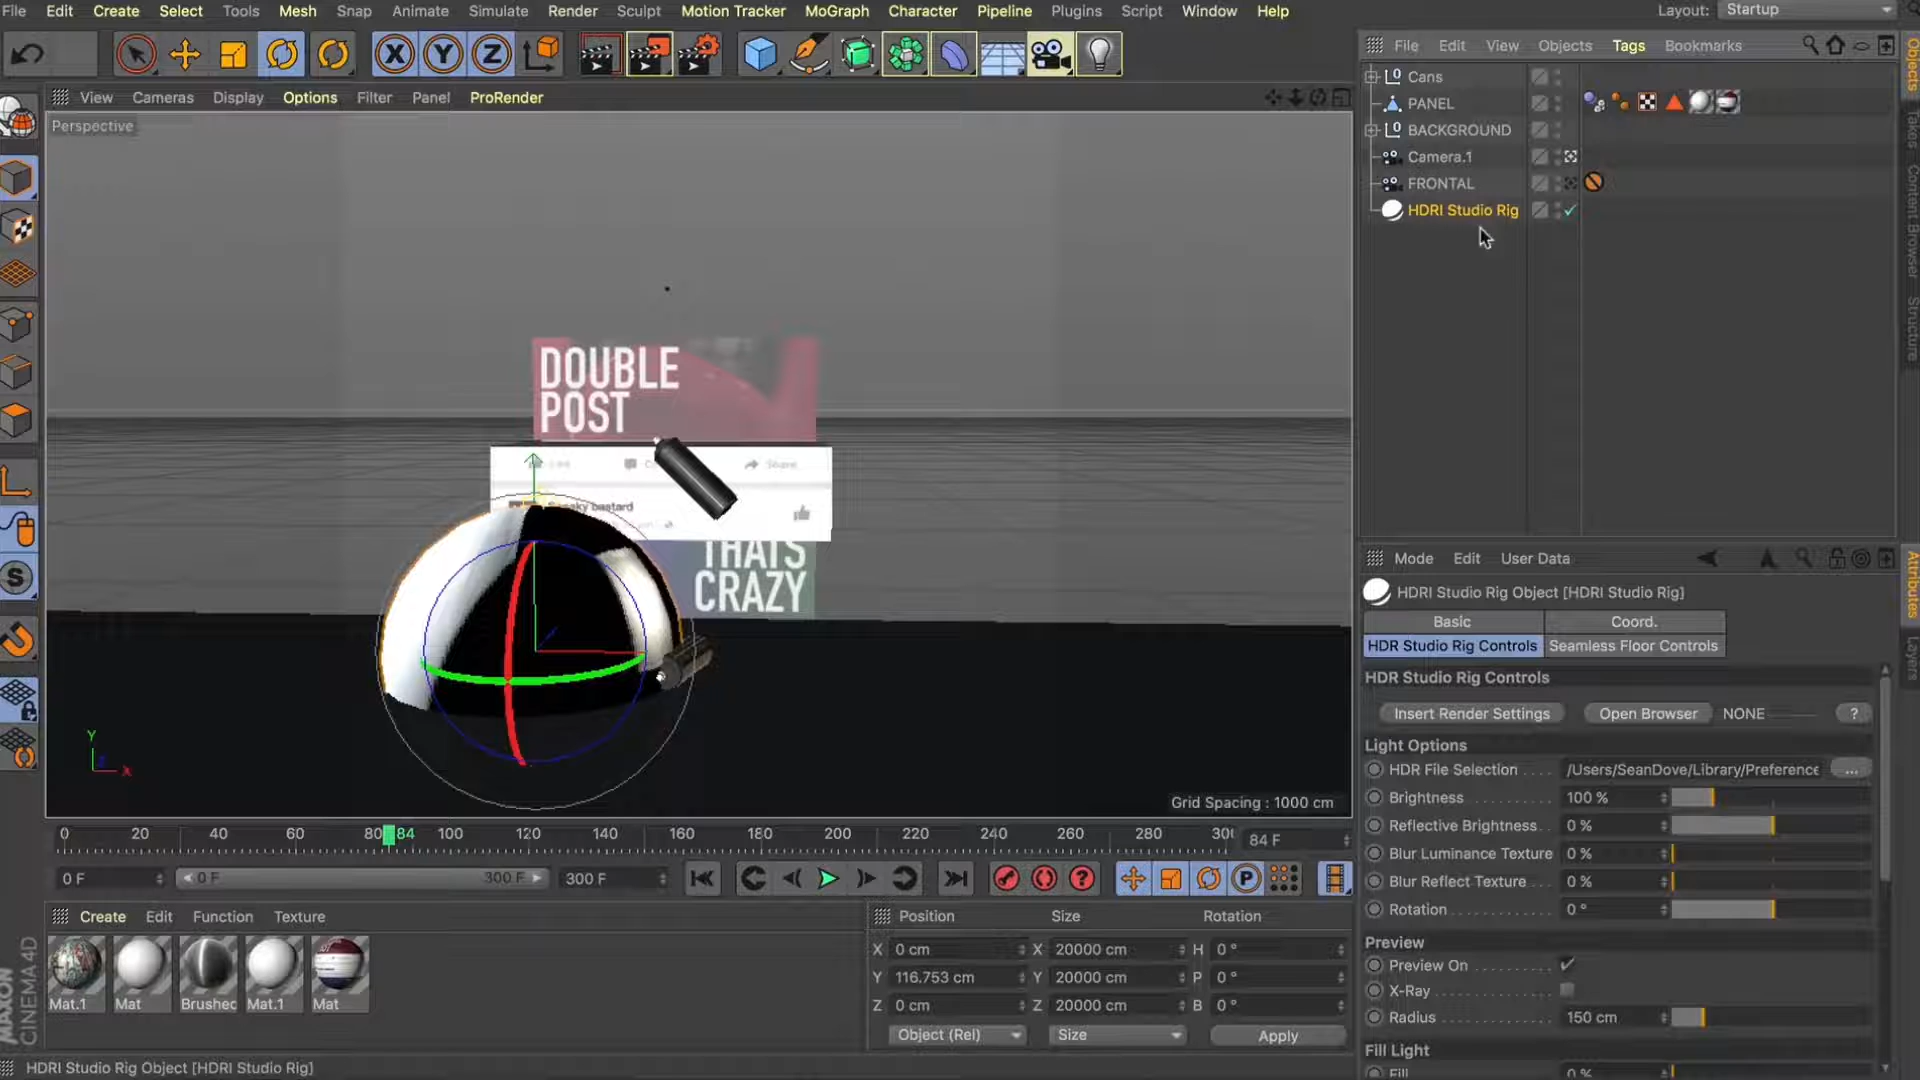 File Edit Create Select Tools Mesh Snap Animate Simulate Render Sculpt Motion Tracker MoGraph Character Pipeline Plugins Script Window Help
Layout: Startup
View Cameras Display Options Filter Panel ProRender
Perspective
DOUBLE
POST
Share
bastard
THATS
CRAZY
Y
Z
X
Grid Spacing : 1000 cm
0 20 40 60 80 84 100 120 140 160 180 200 220 240 260 280 30
84 F
0 F
0 F
300 F
300 F
Create Edit Function Texture
Mat.1 Mat Brushed Mat.1 Mat
MAXON
CINEMA 4D
Position Size Rotation
X 0 cm X 20000 cm H 0 °
Y 116.753 cm Y 20000 cm P 0 °
Z 0 cm Z 20000 cm B 0 °
Object (Rel) Size Apply
HDRI Studio Rig Object [HDRI Studio Rig]
File Edit View Objects Tags Bookmarks
Cans
PANEL
BACKGROUND
Camera.1
FRONTAL
HDRI Studio Rig
Objects
Takes
Content Browser
Structure
Mode Edit User Data
HDRI Studio Rig Object [HDRI Studio Rig]
Basic Coord.
HDR Studio Rig Controls Seamless Floor Controls
HDR Studio Rig Controls
Insert Render Settings Open Browser NONE ?
Light Options
HDR File Selection . . . . /Users/SeanDove/Library/Preference ...
Brightness 100 %
Reflective Brightness 0 %
Blur Luminance Texture 0 %
Blur Reflect Texture 0 %
Rotation 0 °
Preview
Preview On
X-Ray
Radius 150 cm
Fill Light
Fill 0 %
Attributes
Layers